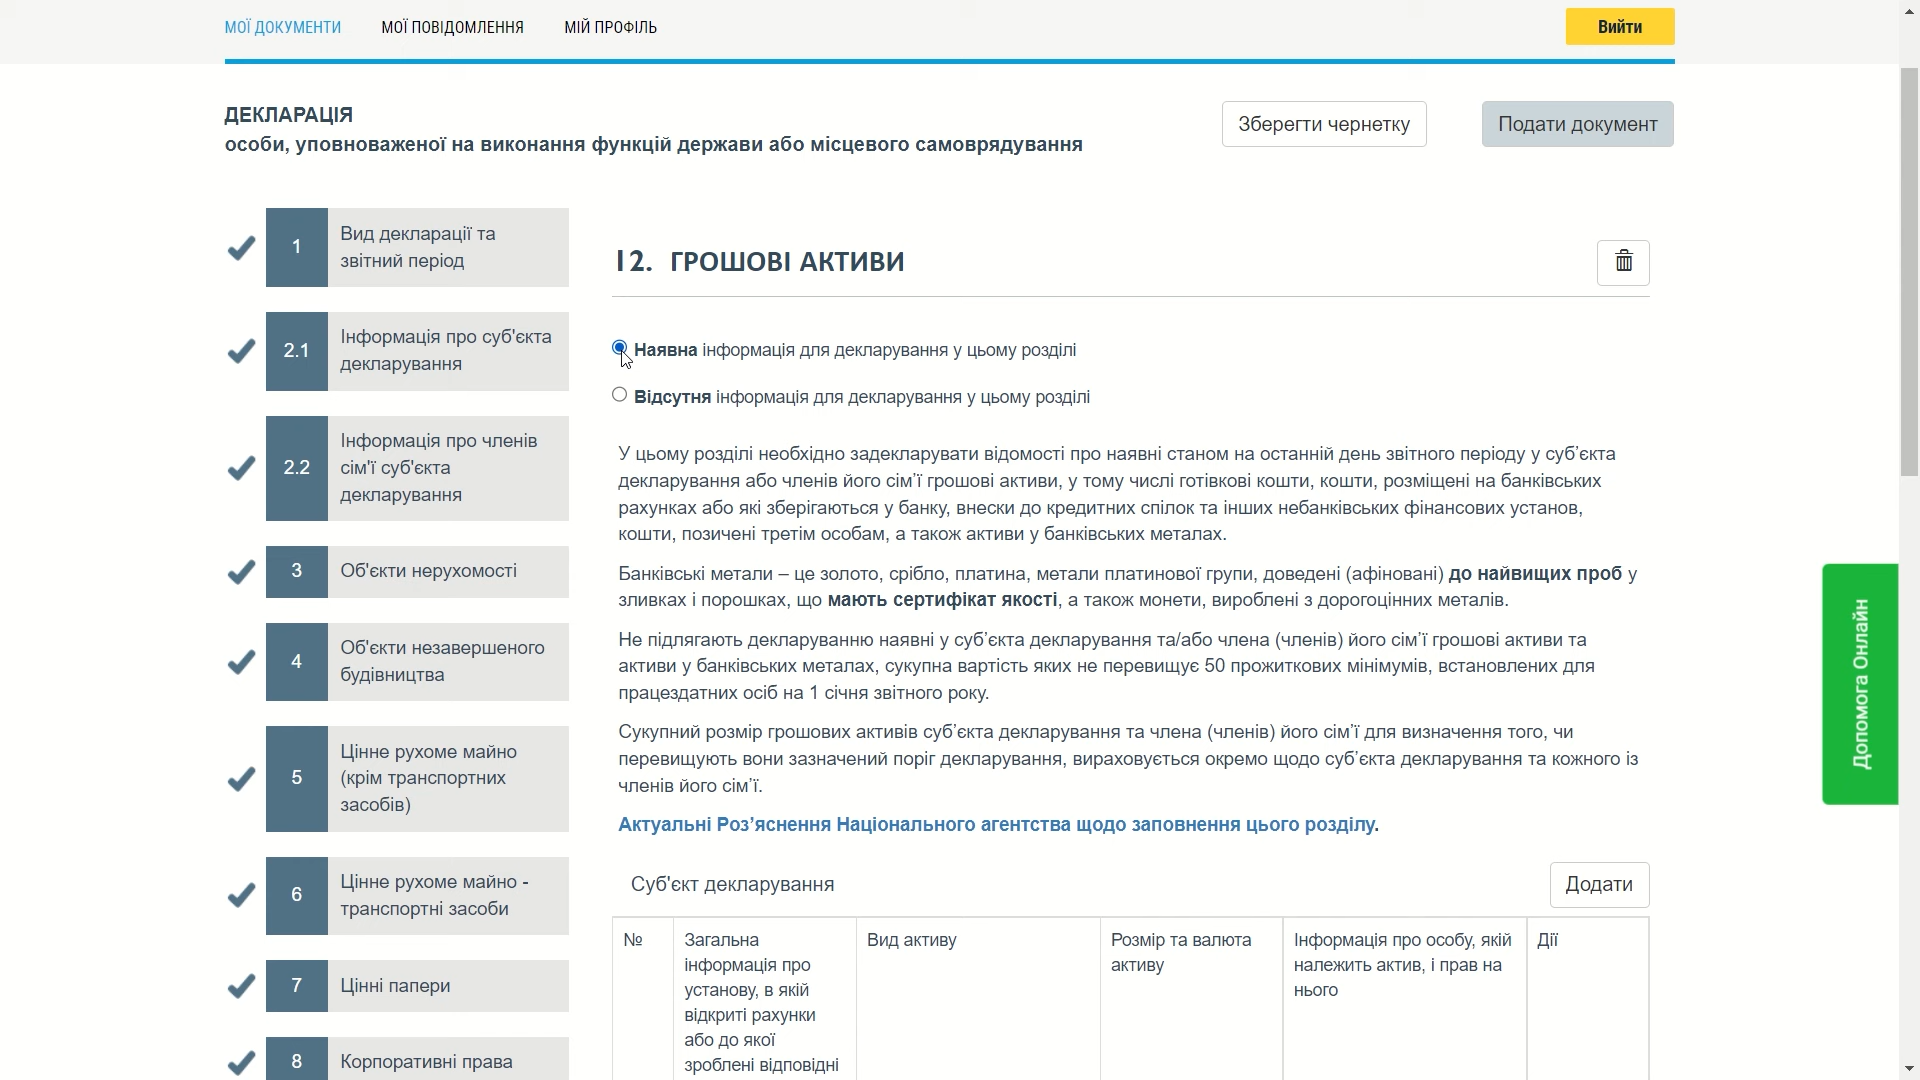 МОЇ ДОКУМЕНТИ
МОЇ ПОВІДОМЛЕННЯ
МІЙ ПРОФІЛЬ
Вийти
ДЕКЛАРАЦІЯ
особи, уповноваженої на виконання функцій держави або місцевого самоврядування
Зберегти чернетку
Подати документ
1
Вид декларації та
звітний період
2.1
Інформація про суб'єкта
декларування
2.2
Інформація про членів
сім'ї суб'єкта
декларування
3
Об'єкти нерухомості
4
Об'єкти незавершеного
будівництва
5
Цінне рухоме майно
(крім транспортних
засобів)
6
Цінне рухоме майно -
транспортні засоби
7
Цінні папери
8
Корпоративні права
12. ГРОШОВІ АКТИВИ
Наявна інформація для декларування у цьому розділі
Відсутня інформація для декларування у цьому розділі
У цьому розділі необхідно задекларувати відомості про наявні станом на останній день звітного періоду у суб’єкта
декларування або членів його сім’ї грошові активи, у тому числі готівкові кошти, кошти, розміщені на банківських
рахунках або які зберігаються у банку, внески до кредитних спілок та інших небанківських фінансових установ,
кошти, позичені третім особам, а також активи у банківських металах.
Банківські метали – це золото, срібло, платина, метали платинової групи, доведені (афіновані) до найвищих проб у
зливках і порошках, що мають сертифікат якості, а також монети, вироблені з дорогоцінних металів.
Не підлягають декларуванню наявні у суб’єкта декларування та/або члена (членів) його сім’ї грошові активи та
активи у банківських металах, сукупна вартість яких не перевищує 50 прожиткових мінімумів, встановлених для
працездатних осіб на 1 січня звітного року.
Сукупний розмір грошових активів суб’єкта декларування та члена (членів) його сім’ї для визначення того, чи
перевищують вони зазначений поріг декларування, вираховується окремо щодо суб’єкта декларування та кожного із
членів його сім’ї.
Актуальні Роз’яснення Національного агентства щодо заповнення цього розділу.
Суб'єкт декларування
Додати
№
Загальна
інформація про
установу, в якій
відкриті рахунки
або до якої
зроблені відповідні
Вид активу
Розмір та валюта
активу
Інформація про особу, якій
належить актив, і прав на
нього
Дії
Допомога Онлайн